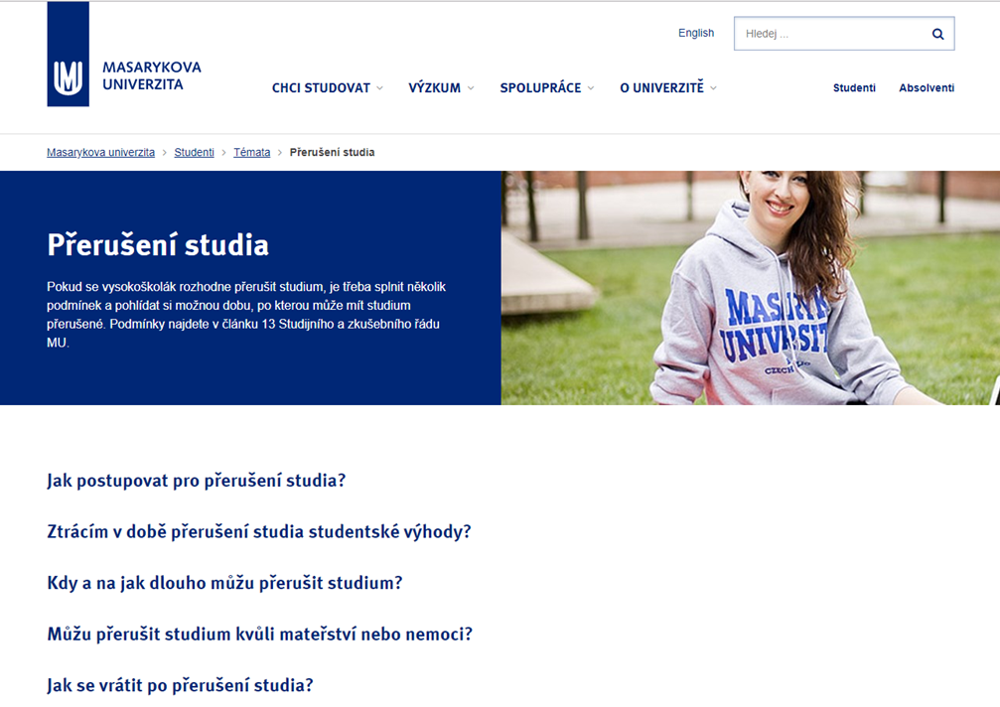 English
Hledej ...
MASARYKOVA
UNIVERZITA
CHCI STUDOVAT
VÝZKUM
SPOLUPRÁCE
O UNIVERZITĚ
Studenti
Absolventi
Masarykova univerzita > Studenti > Témata > Přerušení studia
Přerušení studia
Pokud se vysokoškolák rozhodne přerušit studium, je třeba splnit několik
podmínek a pohlídat si možnou dobu, po kterou může mít studium
přerušené. Podmínky najdete v článku 13 Studijního a zkušebního řádu
MU.
UNIVERSIT
CZECH
Jak postupovat pro přerušení studia?
Ztrácím v době přerušení studia studentské výhody?
Kdy a na jak dlouho můžu přerušit studium?
Můžu přerušit studium kvůli mateřství nebo nemoci?
Jak se vrátit po přerušení studia?